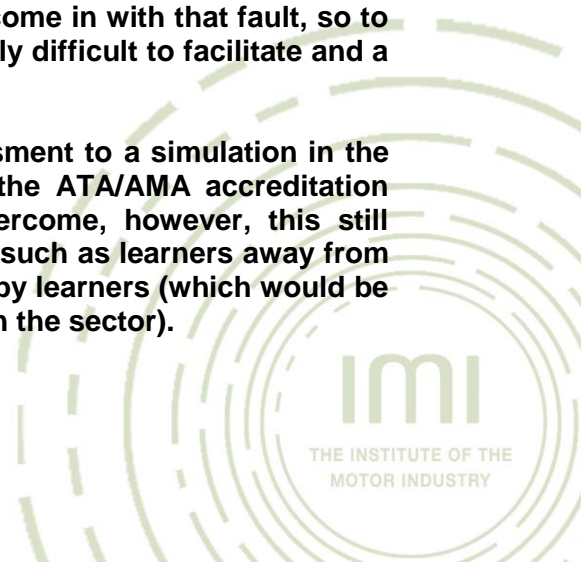 come in with that fault, so to
ly difficult to facilitate and a
sment to a simulation in the
the ATA/AMA accreditation
ercome, however, this still
such as learners away from
by learners (which would be
n the sector).
imi
THE INSTITUTE OF THE
MOTOR INDUSTRY